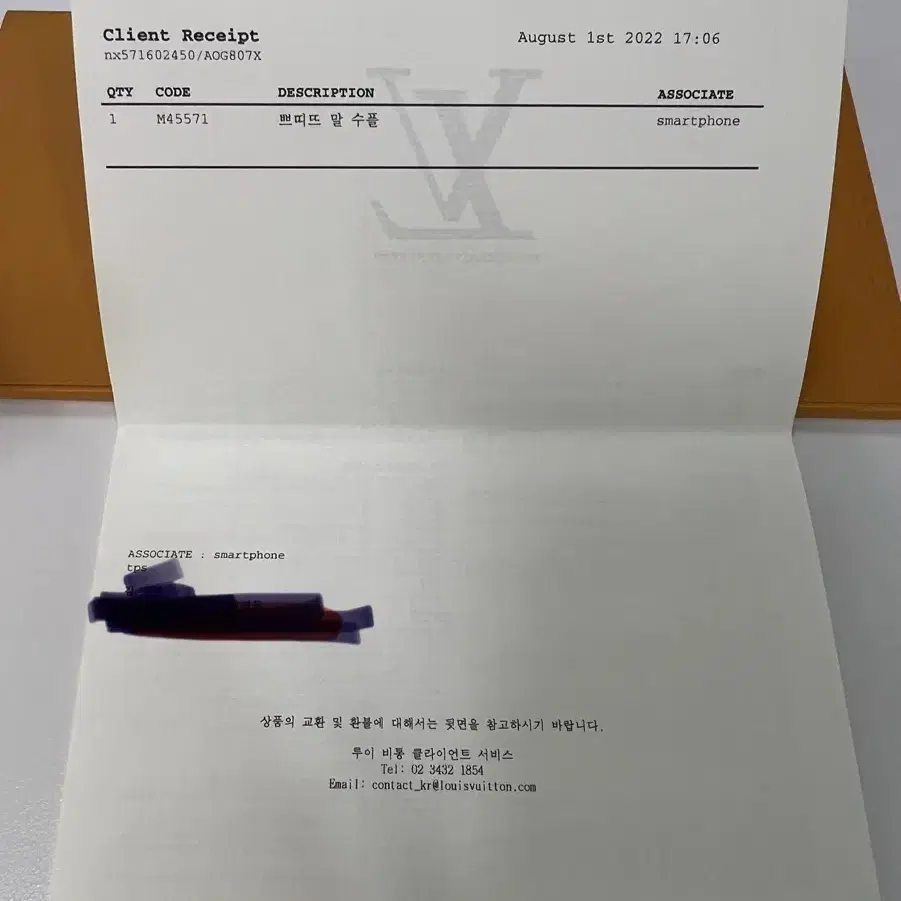 Client Receipt
August 1st 2022 17:06
nx571602450/AOG807X
QTY CODE DESCRIPTION ASSOCIATE
1 M45571 쁘띠뜨 말 수플 smartphone
ASSOCIATE : smartphone
tps
상품의 교환 및 환불에 대해서는 뒷면을 참고하시기 바랍니다.
루이 비통 클라이언트 서비스
Tel: 02 3432 1854
Email: contact_kr@louisvuitton.com